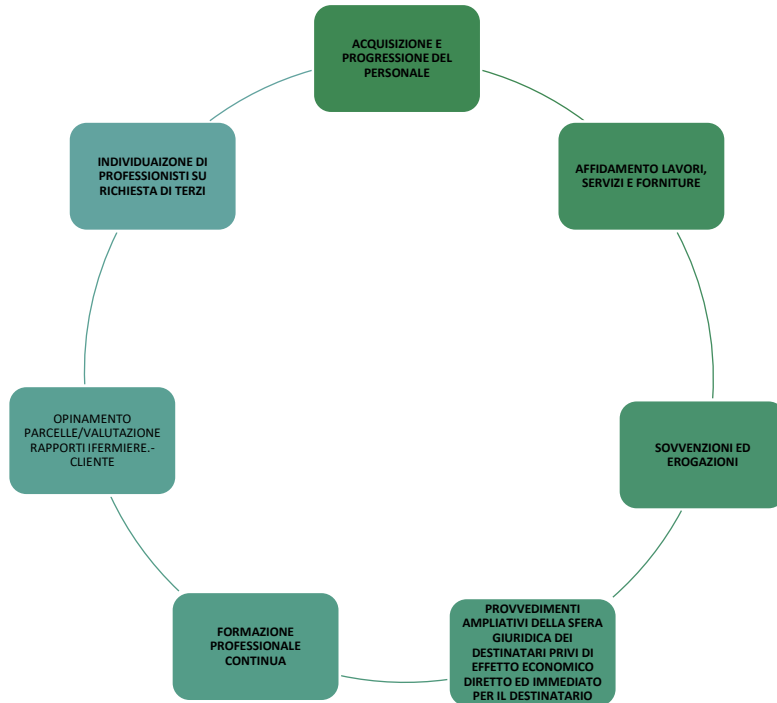 ACQUISIZIONE E
PROGRESSIONE DEL
PERSONALE
AFFIDAMENTO LAVORI,
SERVIZI E FORNITURE
SOVVENZIONI ED
EROGAZIONI
PROVVEDIMENTI
AMPLIATIVI DELLA SFERA
GIURIDICA DEI
DESTINATARI PRIVI DI
EFFETTO ECONOMICO
DIRETTO ED IMMEDIATO
PER IL DESTINATARIO
FORMAZIONE
PROFESSIONALE
CONTINUA
OPINAMENTO
PARCELLE/VALUTAZIONE
RAPPORTI IFERMIERE.-
CLIENTE
INDIVIDUAIZONE DI
PROFESSIONISTI SU
RICHIESTA DI TERZI